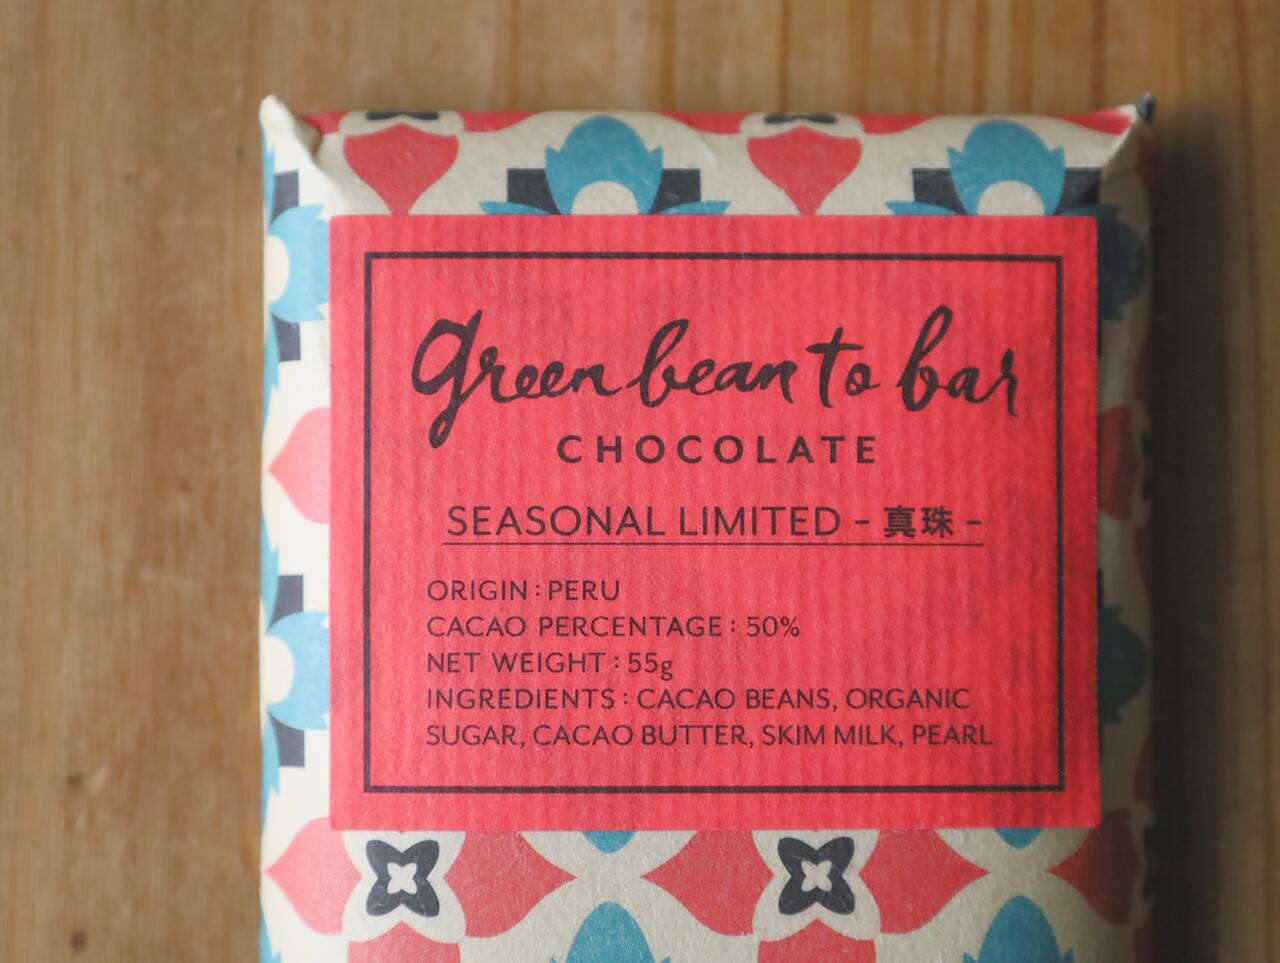 green bean to bar
CHOCOLATE
SEASONAL LIMITED - 真珠 -
ORIGIN : PERU
CACAO PERCENTAGE : 50%
NET WEIGHT : 55g
INGREDIENTS : CACAO BEANS, ORGANIC
SUGAR, CACAO BUTTER, SKIM MILK, PEARL